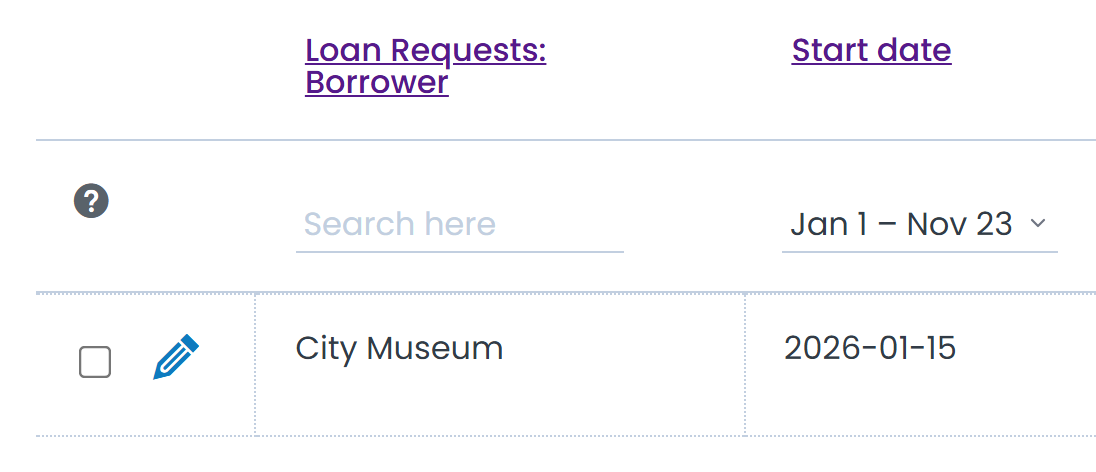 Loan Requests:
Borrower
Start date
?
Search here
Jan 1 – Nov 23
City Museum
2026-01-15